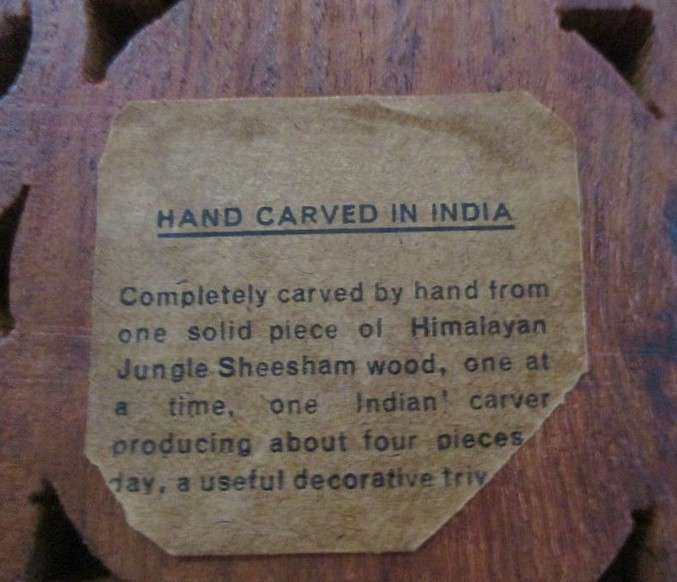 HAND CARVED IN INDIA
Completely carved by hand from
one solid piece of Himalayan
Jungle Sheesham wood, one at
a time, one Indian carver
producing about four pieces
day, a useful decorative triv